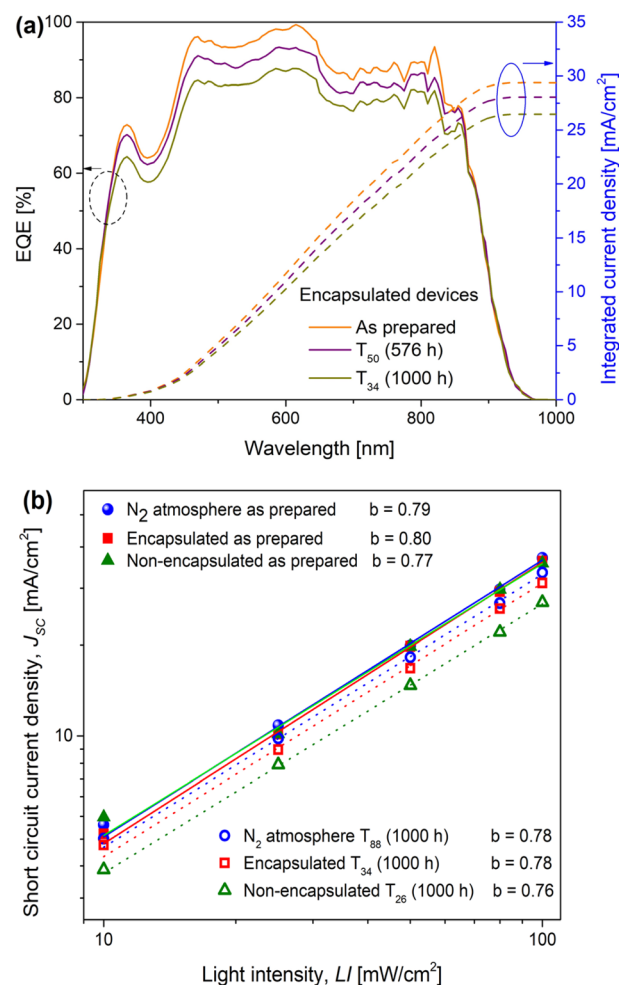 (a)
100
80
60
40
20
0
EQE [%]
35
30
25
20
15
10
5
0
Integrated current density [mA/cm²]
Encapsulated devices
As prepared
T₅₀ (576 h)
T₃₄ (1000 h)
400
600
800
1000
Wavelength [nm]
(b)
N₂ atmosphere as prepared b = 0.79
Encapsulated as prepared b = 0.80
Non-encapsulated as prepared b = 0.77
Short circuit current density, J_SC [mA/cm²]
10
N₂ atmosphere T₈₈ (1000 h) b = 0.78
Encapsulated T₃₄ (1000 h) b = 0.78
Non-encapsulated T₂₆ (1000 h) b = 0.76
10
100
Light intensity, LI [mW/cm²]